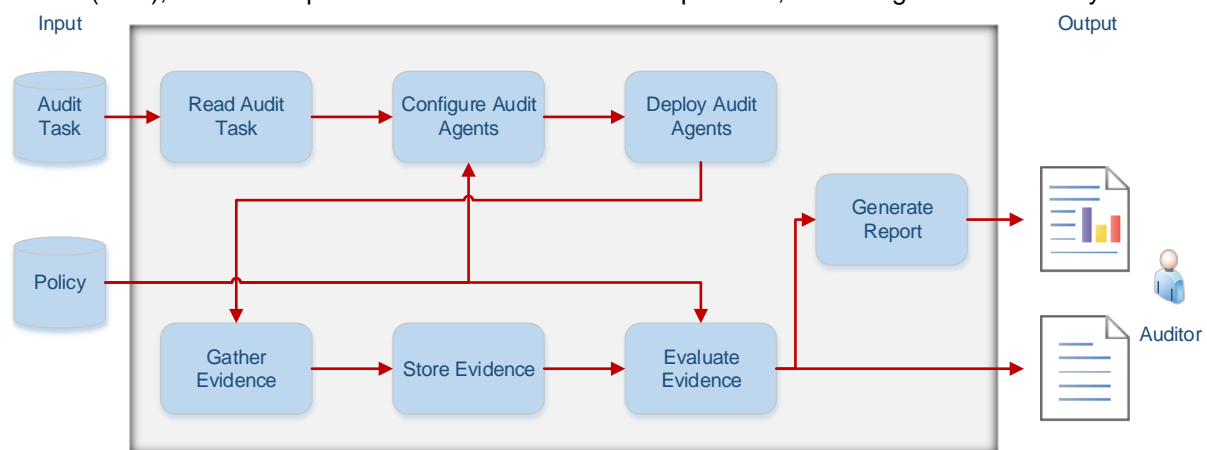 Input
Output
Audit
Task
Read Audit
Task
Configure Audit
Agents
Deploy Audit
Agents
Policy
Generate
Report
Gather
Evidence
Store Evidence
Evaluate
Evidence
Auditor